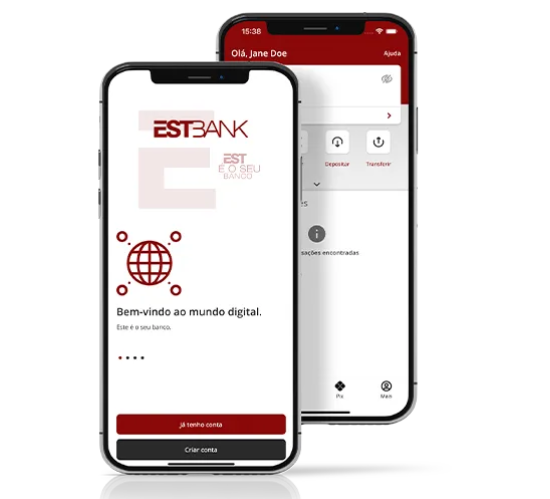 ESTBANK
EST
É O SEU
BANCO
Bem-vindo ao mundo digital.
Este é o seu banco.
Já tenho conta
Criar conta
15:38
Olá, Jane Doe
Ajuda
Depositar
Transferir
sações encontradas
Pix